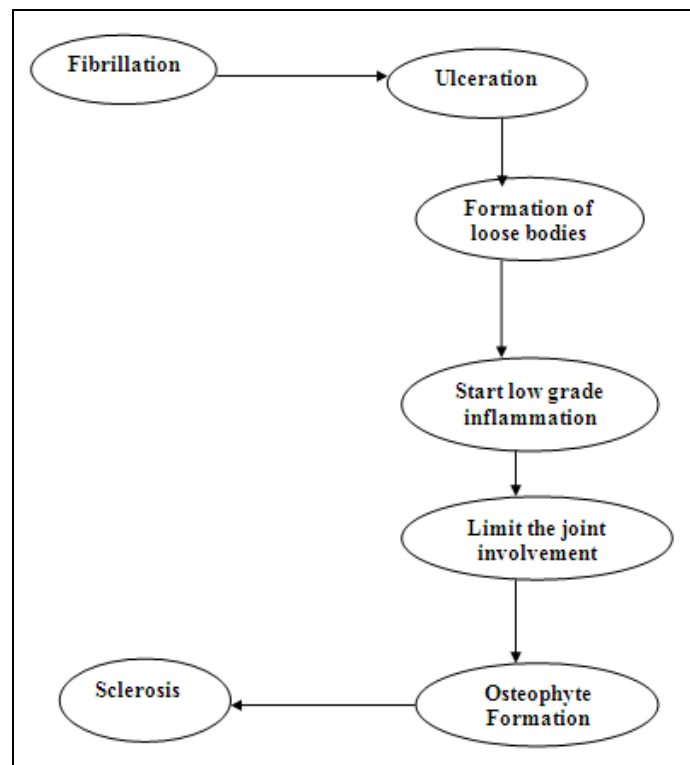 Fibrillation
Ulceration
Formation of
loose bodies
Start low grade
inflammation
Limit the joint
involvement
Osteophyte
Formation
Sclerosis